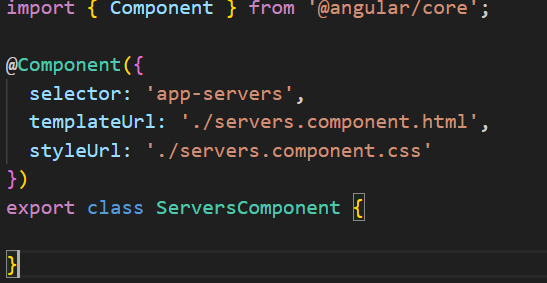 import { Component } from '@angular/core';
@Component({
selector: 'app-servers',
templateUrl: './servers.component.html',
styleUrl: './servers.component.css'
})
export class ServersComponent {
}